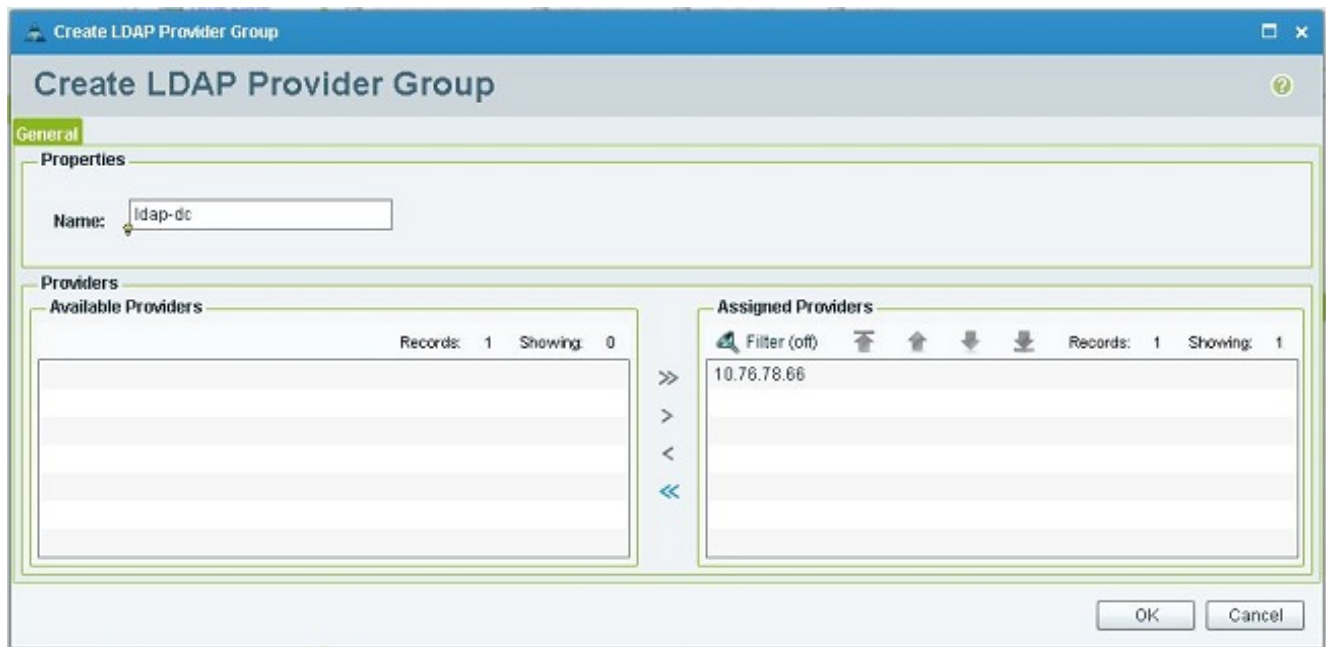 Create LDAP Provider Group
Create LDAP Provider Group
General
Properties
Name: ldap-dc
Providers
Available Providers
Records: 1 Showing: 0
Assigned Providers
Filter (off) Records: 1 Showing: 1
10.76.78.66
>>
>
<
<<
OK Cancel